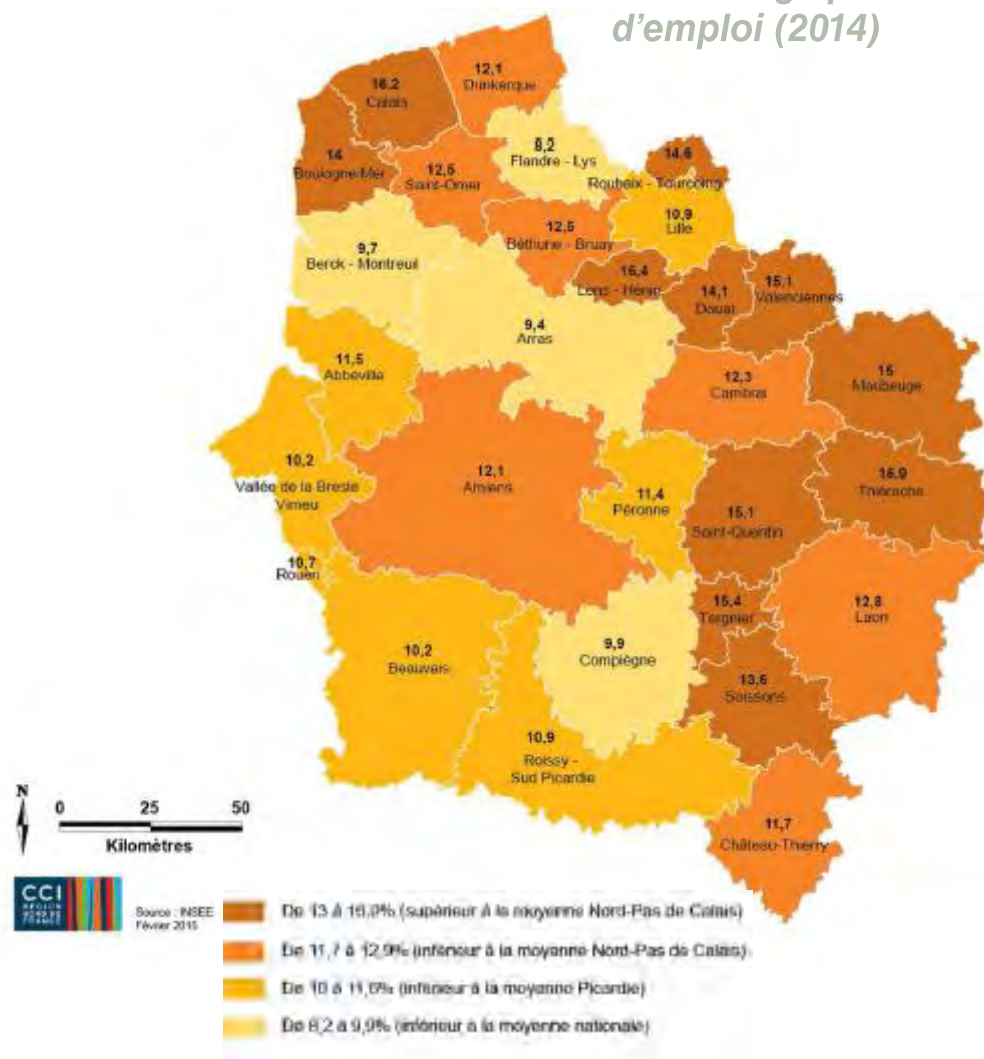 d'emploi (2014)
12,1
Dunkerque
16,2
Calais
8,2
Flandre - Lys
14
Boulogne/Mer
12,5
Saint-Omer
14,6
Roubaix - Tourcoing
10,9
Lille
12,5
Béthune - Bruay
9,7
Berck - Montreuil
16,4
Lens - Hénin
14,1
Douai
15,1
Valenciennes
9,4
Arras
11,5
Abbeville
12,3
Cambrai
15
Maubeuge
10,2
Vallée de la Bresle
Vimeu
12,1
Amiens
11,4
Péronne
15,1
Saint-Quentin
16,9
Thiérache
10,7
Rouen
15,4
Tergnier
12,8
Laon
10,2
Beauvais
9,9
Compiègne
13,6
Soissons
10,9
Roissy -
Sud Picardie
11,7
Château-Thierry
N
0 25 50
Kilomètres
CCI
RÉGION
NORD DE
FRANCE
Source : INSEE
Février 2015
De 13 à 16,9% (supérieur à la moyenne Nord-Pas de Calais)
De 11,7 à 12,9% (inférieur à la moyenne Nord-Pas de Calais)
De 10 à 11,6% (inférieur à la moyenne Picardie)
De 8,2 à 9,9% (inférieur à la moyenne nationale)